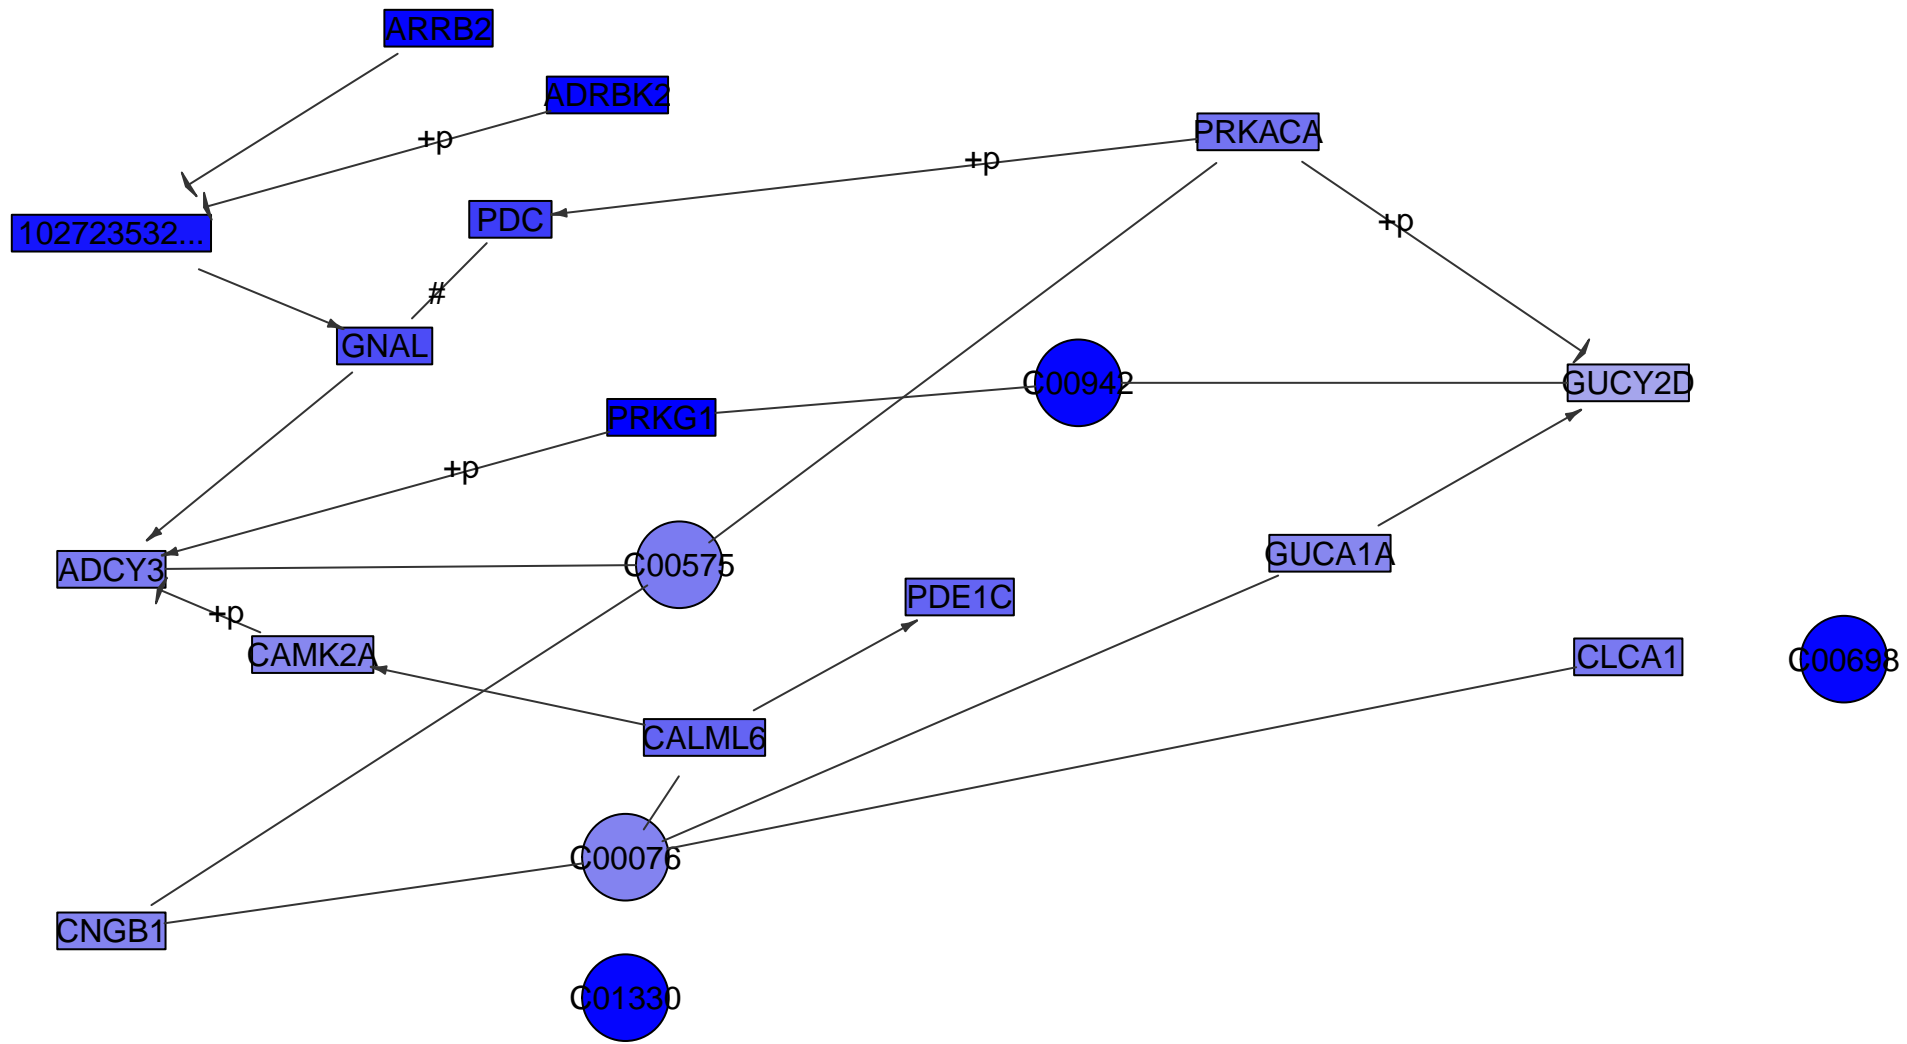 ARRB2
ADRBK2
PRKACA
+p
+p
PDC
+p
102723532...
#
GNAL
C00942
GUCY2D
PRKG1
+p
GUCA1A
C00575
ADCY3
PDE1C
+p
CAMK2A
CLCA1
C00698
CALML6
C00076
CNGB1
C01330